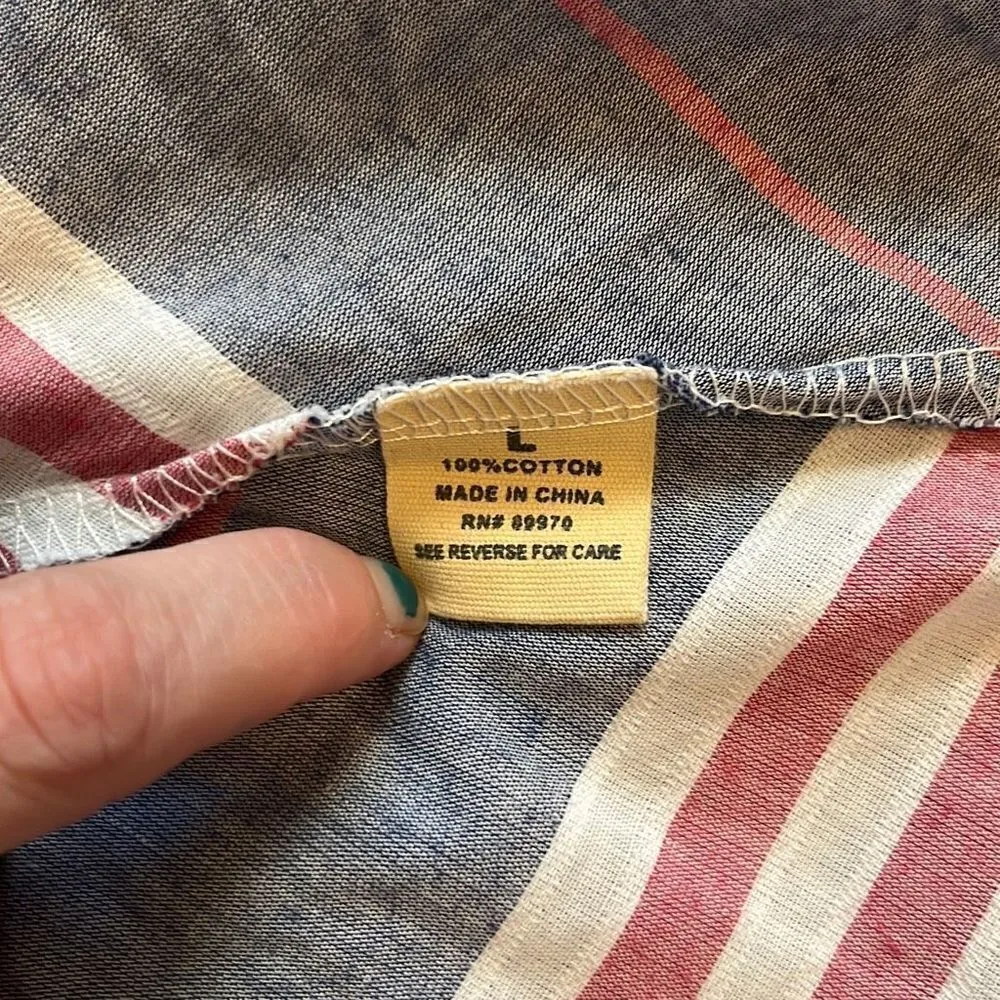 L
100%COTTON
MADE IN CHINA
RN# 89970
SEE REVERSE FOR CARE